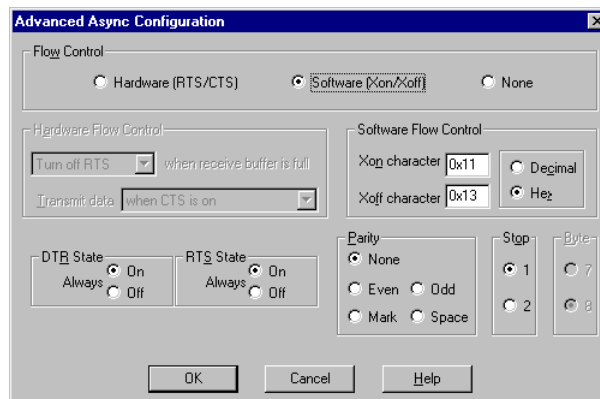 Advanced Async Configuration
Flow Control
Hardware (RTS/CTS) Software (Xon/Xoff) None
Hardware Flow Control
Turn off RTS when receive buffer is full
Transmit data when CTS is on
Software Flow Control
Xon character 0x11
Xoff character 0x13
Decimal
Hex
DTR State
Always On
Off
RTS State
Always On
Off
Parity
None
Even Odd
Mark Space
Stop
1
2
Byte
7
8
OK Cancel Help